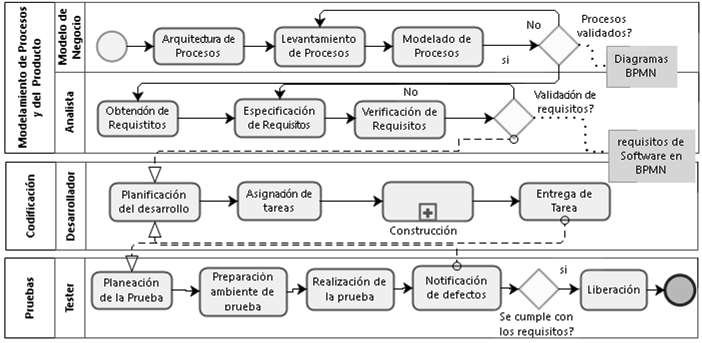 Modelamiento de Procesos
y del Producto
Modelo de
Negocio
Arquitectura de
Procesos
Levantamiento
de Procesos
Modelado de
Procesos
No
si
Procesos
validados?
Diagramas
BPMN
Analista
Obtención de
Requistitos
Especificación
de Requisitos
Verificación de
Requisitos
No
Validación de
requisitos?
requisitos de
Software en
BPMN
Codificación
Desarrollador
Planificación
del desarrollo
Asignación de
tareas
Construcción
Entrega de
Tarea
Pruebas
Tester
Planeación
de la Prueba
Preparación
ambiente de
prueba
Realización de
la prueba
Notificación
de defectos
si
Se cumple con
los requisitos?
Liberación